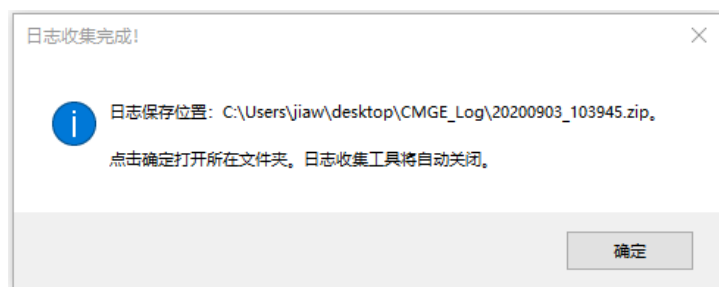 日志收集完成!
日志保存位置：C:\Users\jiaw\desktop\CMGE_Log\20200903_103945.zip。
点击确定打开所在文件夹。日志收集工具将自动关闭。
确定